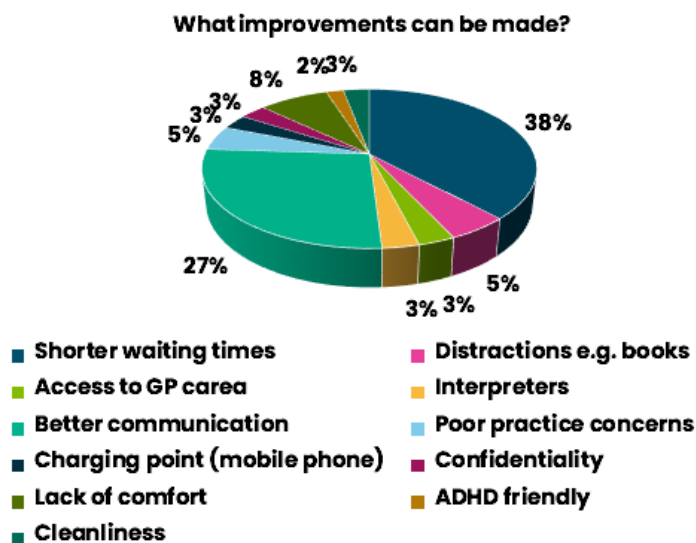 What improvements can be made?
2%3%
8%
3%
3%
5%
38%
27%
5%
3% 3%
Shorter waiting times
Distractions e.g. books
Access to GP carea
Interpreters
Better communication
Poor practice concerns
Charging point (mobile phone)
Confidentiality
Lack of comfort
ADHD friendly
Cleanliness